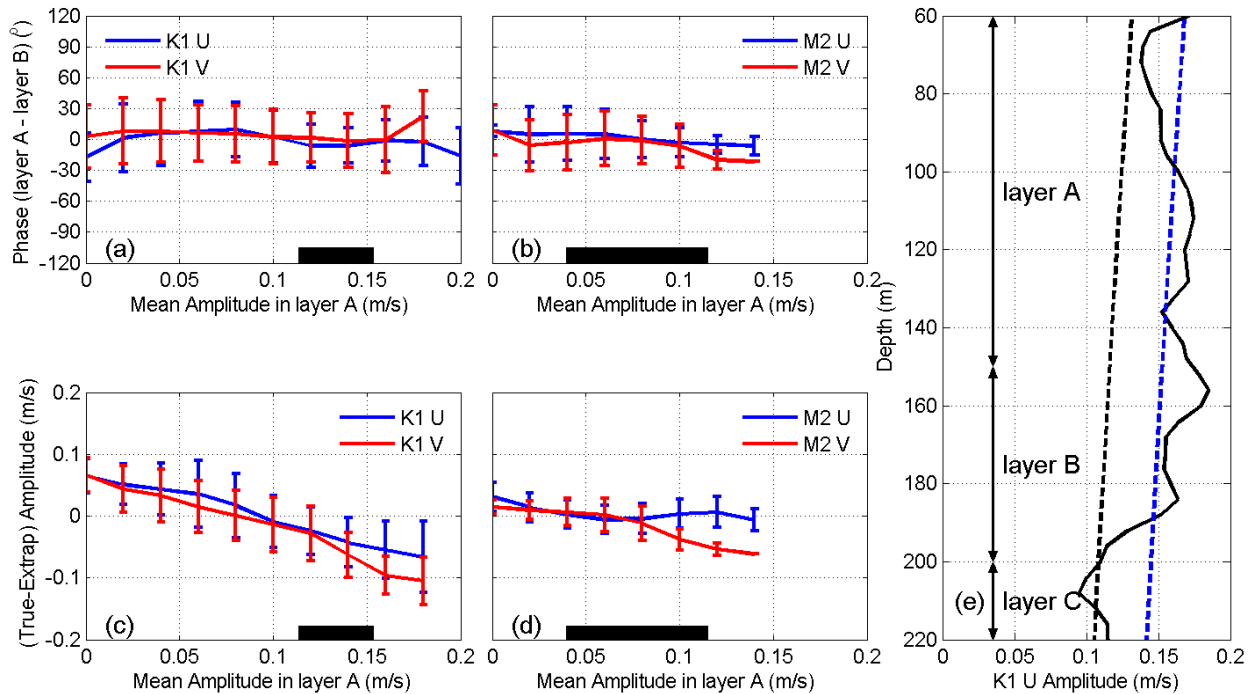 120
90
60
30
0
-30
-60
-90
-120
Phase (layer A - layer B) (°)
K1 U
K1 V
(a)
0 0.05 0.1 0.15 0.2
Mean Amplitude in layer A (m/s)
M2 U
M2 V
(b)
0 0.05 0.1 0.15 0.2
Mean Amplitude in layer A (m/s)
0.2
0.1
0
-0.1
-0.2
(True-Extrap) Amplitude (m/s)
K1 U
K1 V
(c)
0 0.05 0.1 0.15 0.2
Mean Amplitude in layer A (m/s)
M2 U
M2 V
(d)
0 0.05 0.1 0.15 0.2
Mean Amplitude in layer A (m/s)
60
80
100
120
140
160
180
200
220
Depth (m)
layer A
layer B
layer C
(e)
0 0.05 0.1 0.15 0.2
K1 U Amplitude (m/s)